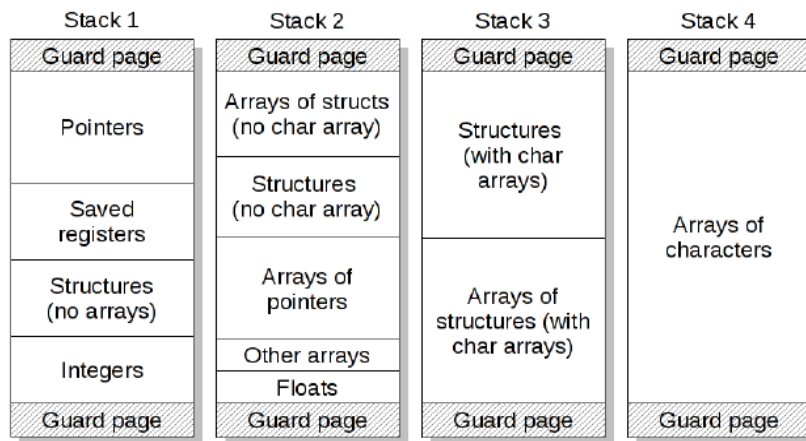 Stack 1
Guard page
Pointers
Saved
registers
Structures
(no arrays)
Integers
Guard page
Stack 2
Guard page
Arrays of structs
(no char array)
Structures
(no char array)
Arrays of
pointers
Other arrays
Floats
Guard page
Stack 3
Guard page
Structures
(with char
arrays)
Arrays of
structures (with
char arrays)
Guard page
Stack 4
Guard page
Arrays of
characters
Guard page